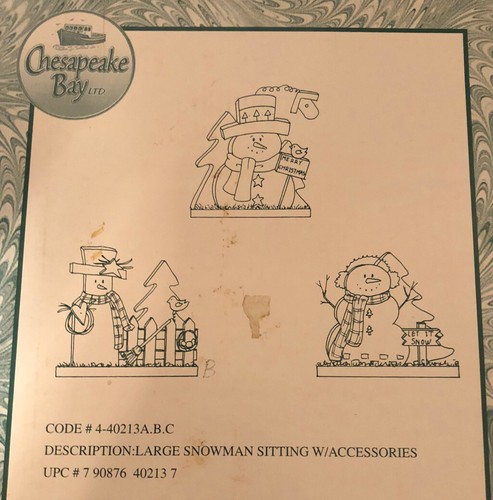 Chesapeake
Bay LTD
MERRY
CHRISTMAS
LET IT
SNOW
B
CODE # 4-40213A.B.C
DESCRIPTION:LARGE SNOWMAN SITTING W/ACCESSORIES
UPC # 7 90876 40213 7